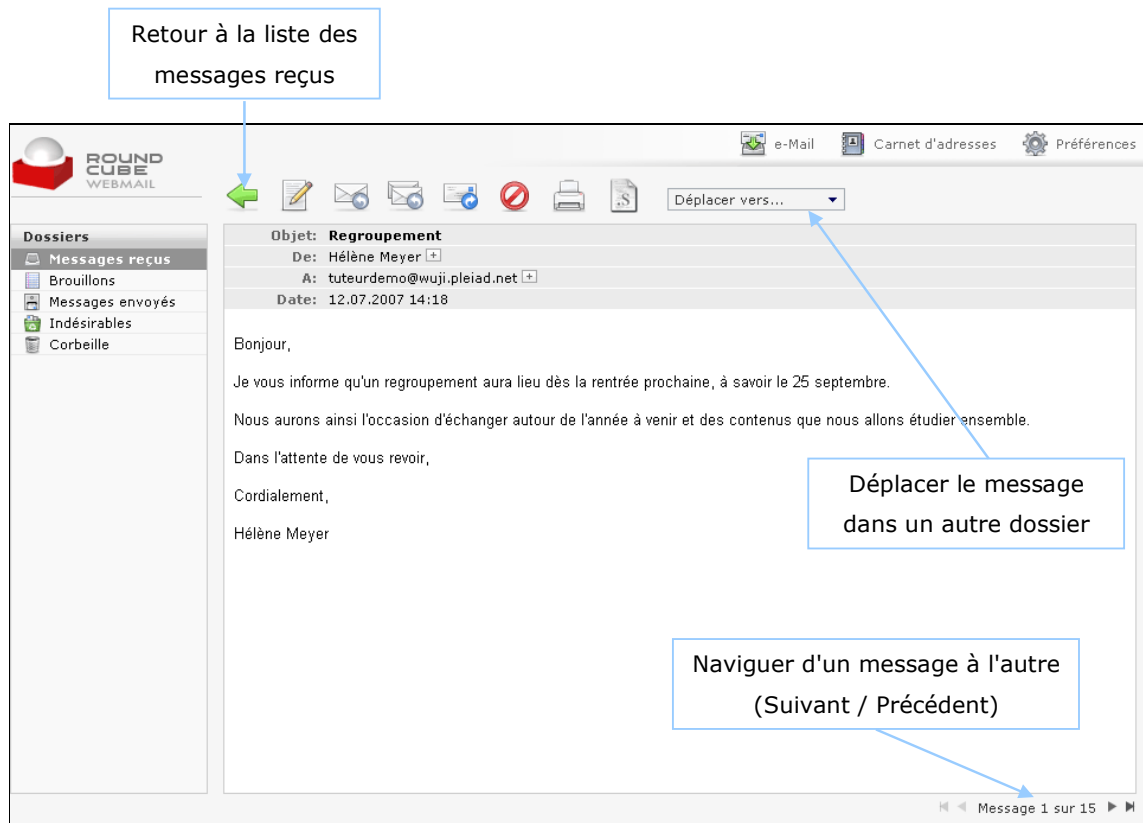 Retour à la liste des
messages reçus
ROUND
CUBE
WEBMAIL
e-Mail
Carnet d'adresses
Préférences
.S
Déplacer vers...
Dossiers
Messages reçus
Brouillons
Messages envoyés
Indésirables
Corbeille
Objet: Regroupement
De: Hélène Meyer
A: tuteurdemo@wuji.pleiad.net
Date: 12.07.2007 14:18
Bonjour,
Je vous informe qu'un regroupement aura lieu dès la rentrée prochaine, à savoir le 25 septembre.
Nous aurons ainsi l'occasion d'échanger autour de l'année à venir et des contenus que nous allons étudier ensemble.
Dans l'attente de vous revoir,
Cordialement,
Hélène Meyer
Déplacer le message
dans un autre dossier
Naviguer d'un message à l'autre
(Suivant / Précédent)
Message 1 sur 15